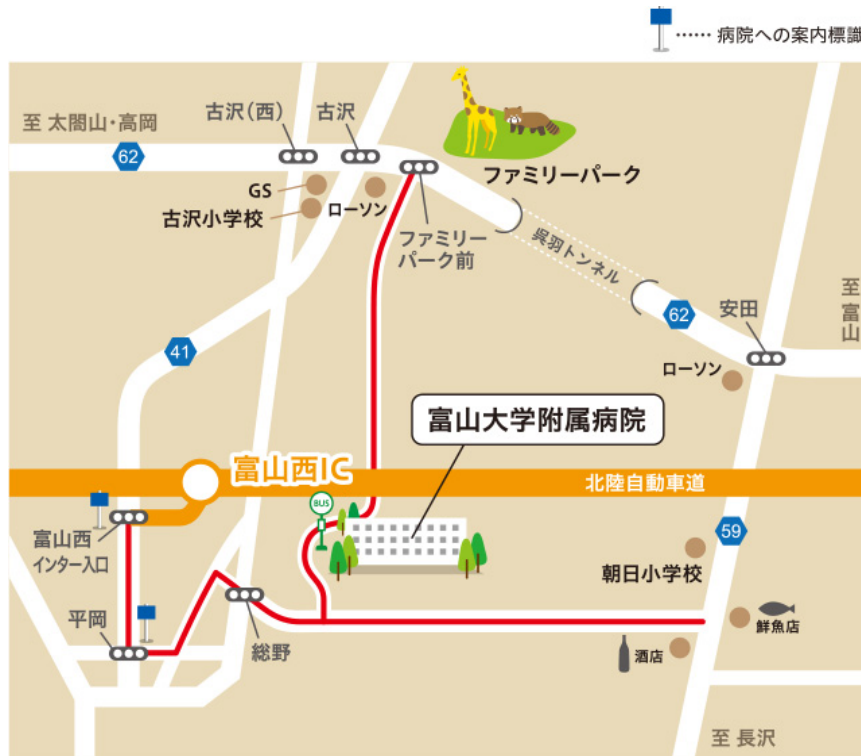 …… 病院への案内標識
至 太閤山・高岡
古沢(西)
古沢
62
GS
古沢小学校
ローソン
ファミリーパーク
ファミリー
パーク前
呉羽トンネル
62
安田
至 富山
ローソン
41
富山大学附属病院
富山西IC
北陸自動車道
BUS
富山西
インター入口
59
朝日小学校
平岡
総野
鮮魚店
酒店
至 長沢